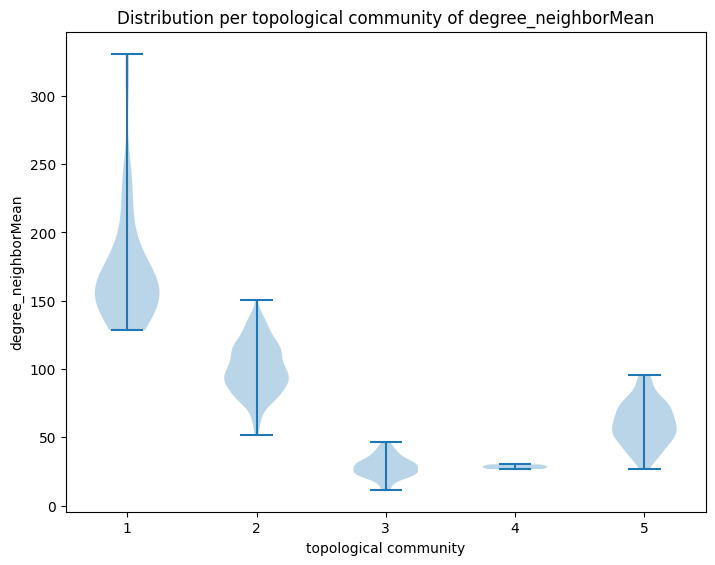 Distribution per topological community of degree_neighborMean
degree_neighborMean
300
250
200
150
100
50
0
1 2 3 4 5
topological community